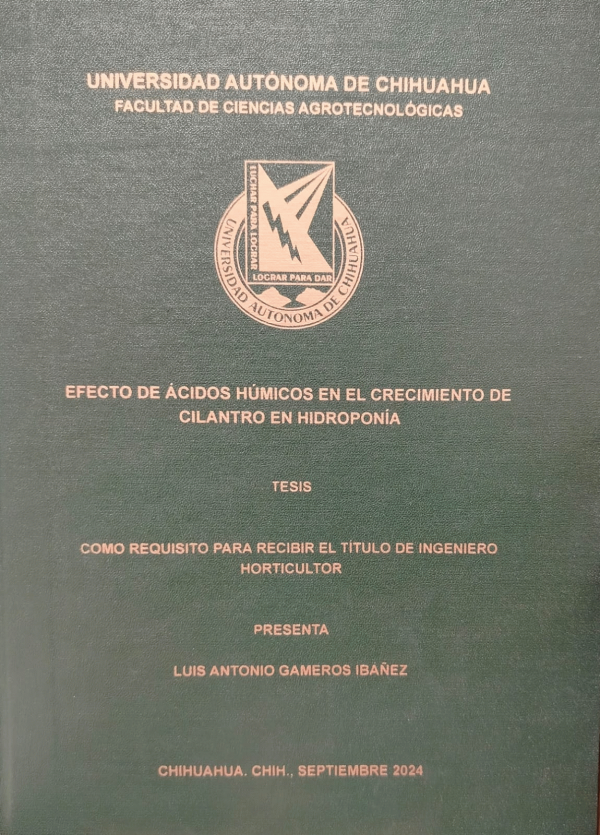 UNIVERSIDAD AUTÓNOMA DE CHIHUAHUA
FACULTAD DE CIENCIAS AGROTECNOLÓGICAS
LUCHAR PARA LOGRAR
LOGRAR PARA DAR
UNIVERSIDAD AUTONOMA DE CHIHUAHUA
EFECTO DE ÁCIDOS HÚMICOS EN EL CRECIMIENTO DE
CILANTRO EN HIDROPONÍA
TESIS
COMO REQUISITO PARA RECIBIR EL TÍTULO DE INGENIERO
HORTICULTOR
PRESENTA
LUIS ANTONIO GAMEROS IBAÑEZ
CHIHUAHUA. CHIH., SEPTIEMBRE 2024